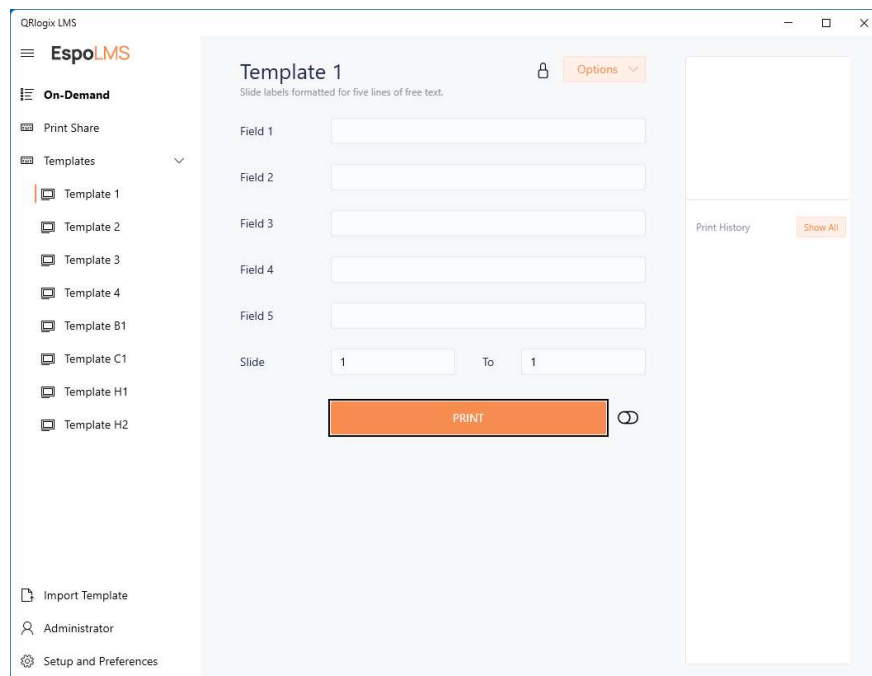 QRlogix LMS
EspoLMS
On-Demand
Print Share
Templates
Template 1
Template 2
Template 3
Template 4
Template B1
Template C1
Template H1
Template H2
Import Template
Administrator
Setup and Preferences
Template 1
Options
Slide labels formatted for five lines of free text.
Field 1
Field 2
Field 3
Field 4
Field 5
Slide 1 To 1
PRINT
Print History Show All